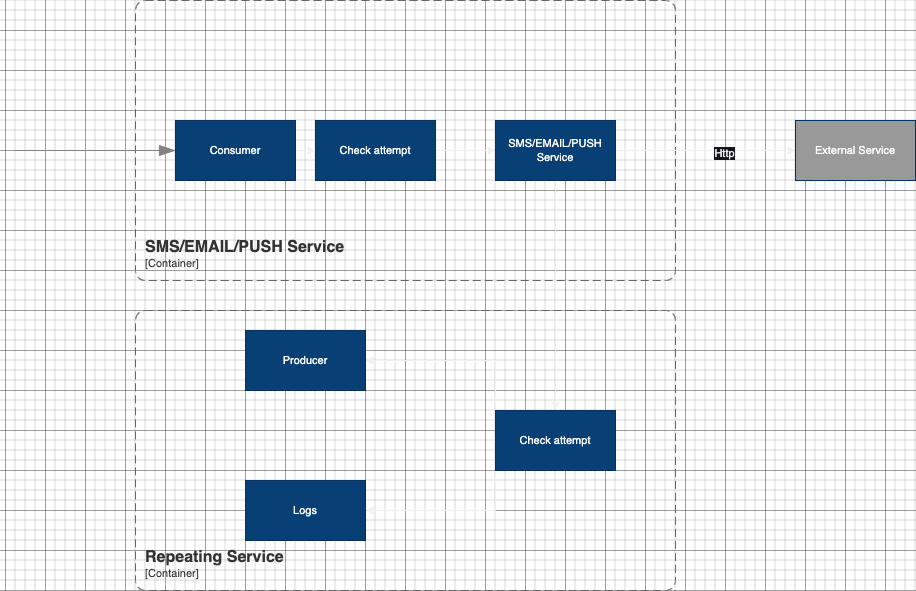 Consumer
Check attempt
SMS/EMAIL/PUSH
Service
Http
External Service
SMS/EMAIL/PUSH Service
[Container]
Producer
Check attempt
Logs
Repeating Service
[Container]